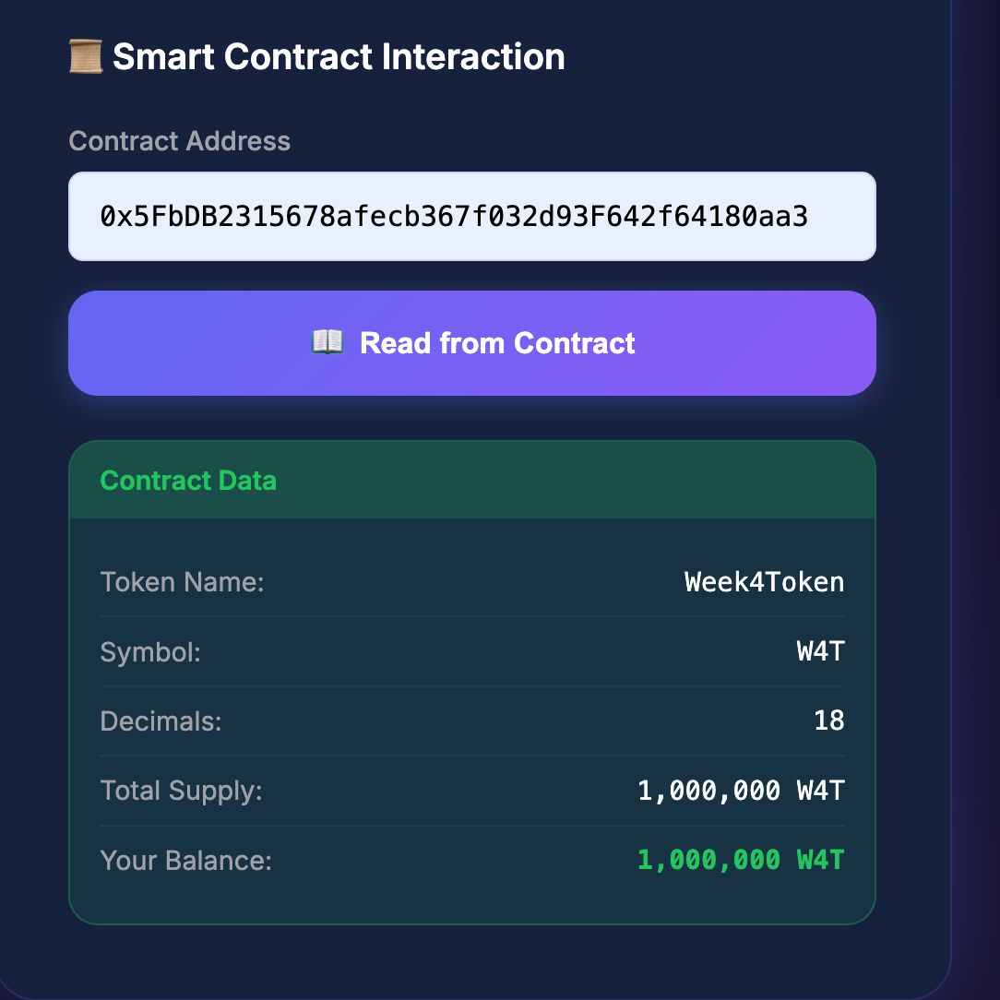 Smart Contract Interaction
Contract Address
0x5FbDB2315678afecb367f032d93F642f64180aa3
Read from Contract
Contract Data
Token Name: Week4Token
Symbol: W4T
Decimals: 18
Total Supply: 1,000,000 W4T
Your Balance: 1,000,000 W4T